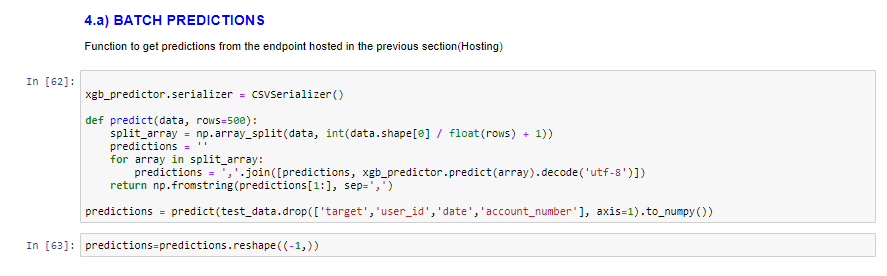 4.a) BATCH PREDICTIONS
Function to get predictions from the endpoint hosted in the previous section(Hosting)
In [62]:
xgb_predictor.serializer = CSVSerializer()
def predict(data, rows=500):
    split_array = np.array_split(data, int(data.shape[0] / float(rows) + 1))
    predictions = ''
    for array in split_array:
        predictions = ','.join([predictions, xgb_predictor.predict(array).decode('utf-8')])
    return np.fromstring(predictions[1:], sep=',')
predictions = predict(test_data.drop(['target','user_id','date','account_number'], axis=1).to_numpy())
In [63]: predictions=predictions.reshape((-1,))